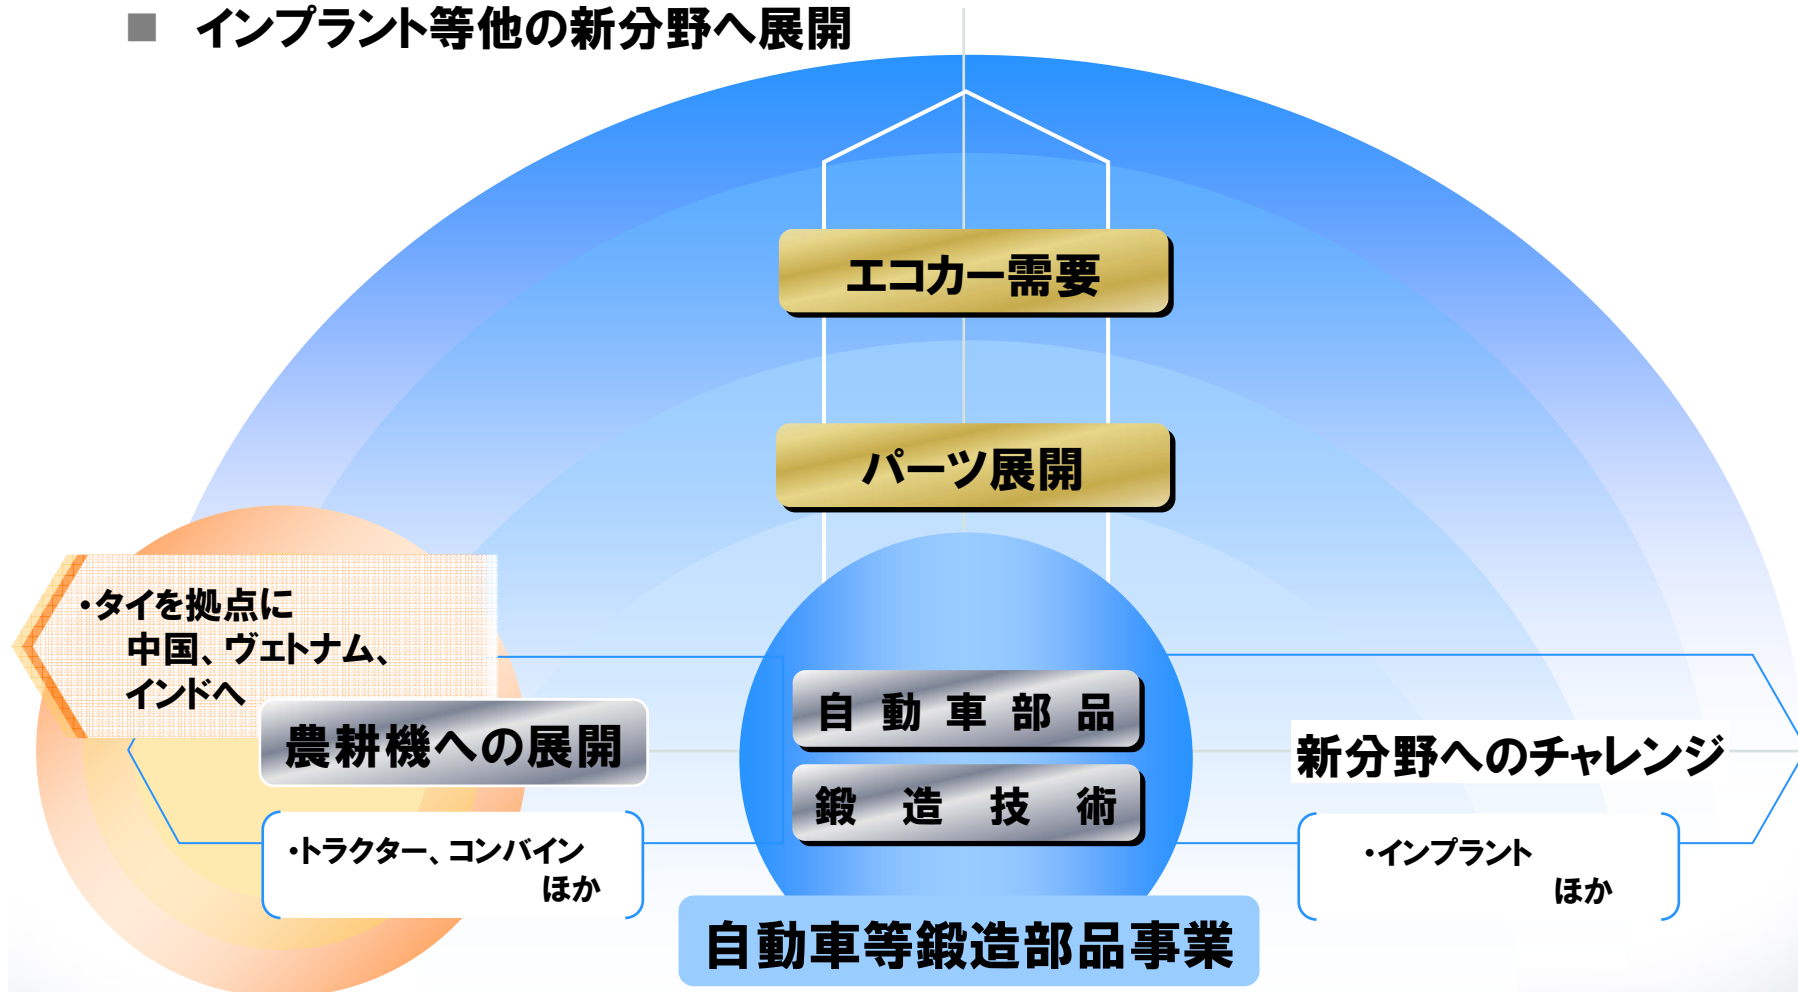 ■ インプラント等他の新分野へ展開
エコカー需要
パーツ展開
・タイを拠点に
中国、ヴェトナム、
インドへ
農耕機への展開
・トラクター、コンバイン
ほか
自動車部品
鍛造技術
自動車等鍛造部品事業
新分野へのチャレンジ
・インプラント
ほか